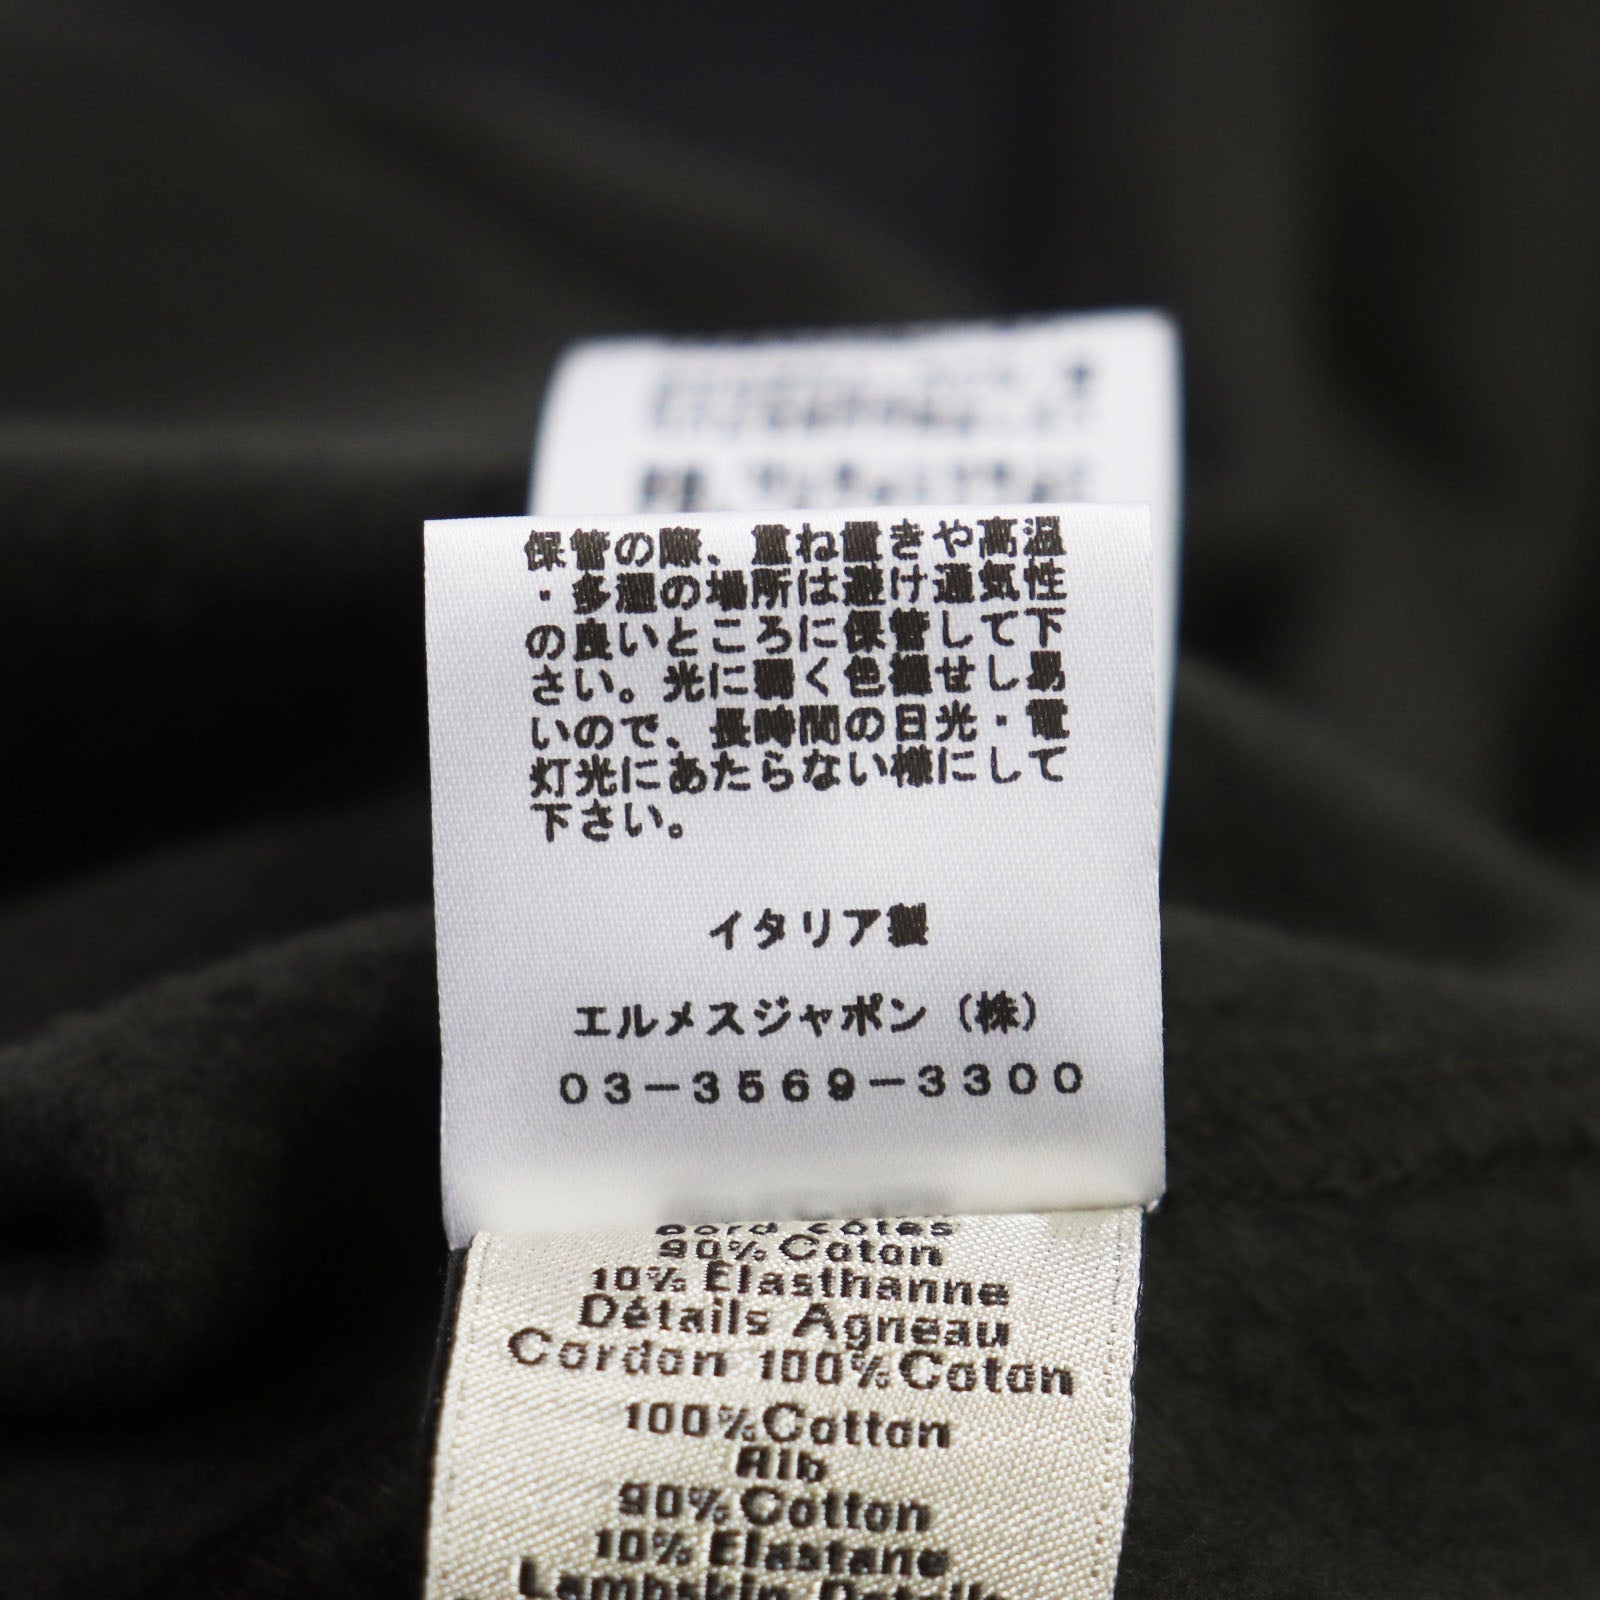 保管の際、重ね置きや高温
・多湿の場所は避け通気性
の良いところに保管して下
さい。光に弱く色褪せし易
いので、長時間の日光・電
灯光にあたらない様にして
下さい。
イタリア製
エルメスジャポン（株）
03-3569-3300
Bord côtes
90% Coton
10% Elasthanne
Détails Agneau
Cordon 100% Coton
100% Cotton
Rib
90% Cotton
10% Elastane
Lambskin Details